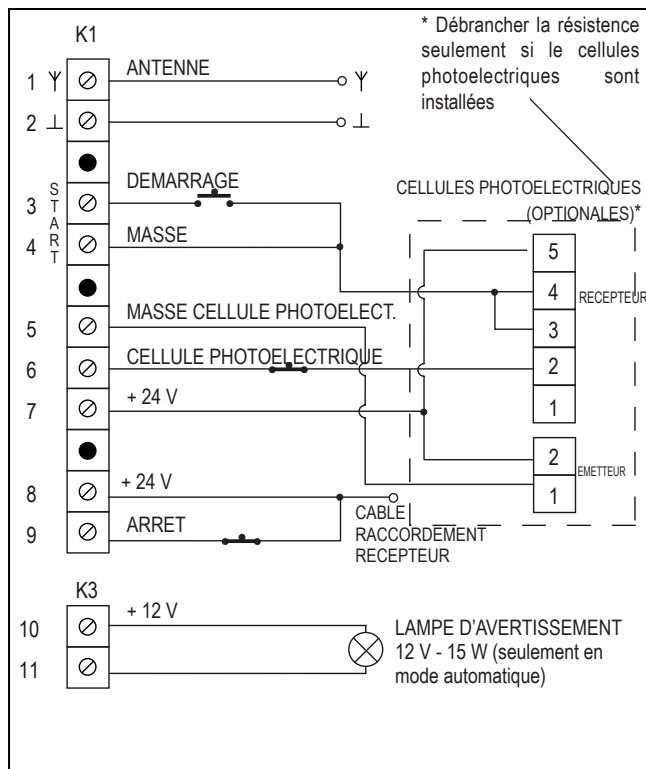 K1
* Débrancher la résistence
seulement si le cellules
photoelectriques sont
installées
1 ANTENNE
2
START
3 DEMARRAGE
4 MASSE
5 MASSE CELLULE PHOTOELECT.
6 CELLULE PHOTOELECTRIQUE
7 + 24 V
8 + 24 V
9 ARRET
CELLULES PHOTOELECTRIQUES
(OPTIONALES)*
5
4 RECEPTEUR
3
2
1
2 EMETTEUR
1
CABLE
RACCORDEMENT
RECEPTEUR
K3
10 + 12 V
11
LAMPE D'AVERTISSEMENT
12 V - 15 W (seulement en
mode automatique)